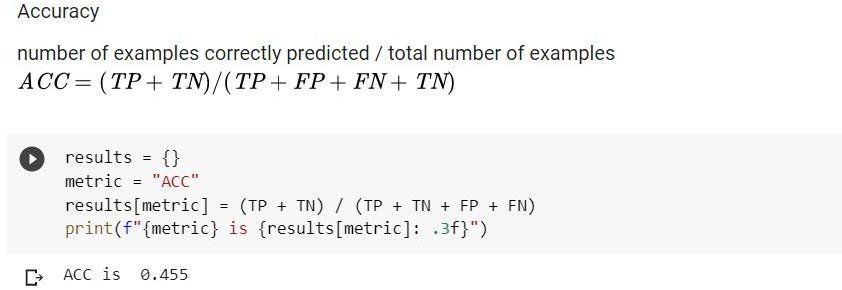 Accuracy
number of examples correctly predicted / total number of examples
ACC = (TP + TN)/(TP + FP + FN + TN)
results = {}
metric = "ACC"
results[metric] = (TP + TN) / (TP + TN + FP + FN)
print(f"{metric} is {results[metric]: .3f}")
ACC is  0.455